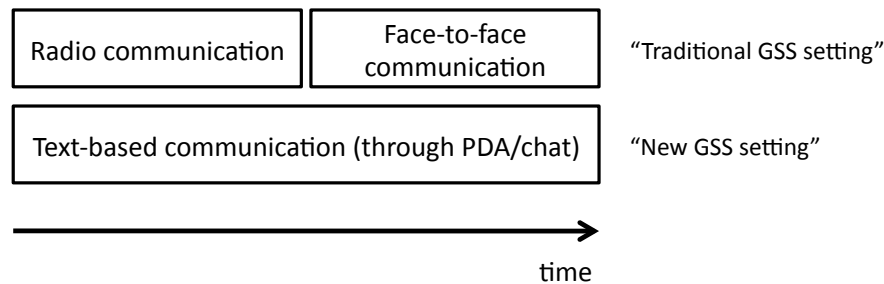 Radio communication
Face-to-face
communication
“Traditional GSS setting”
Text-based communication (through PDA/chat)
“New GSS setting”
time